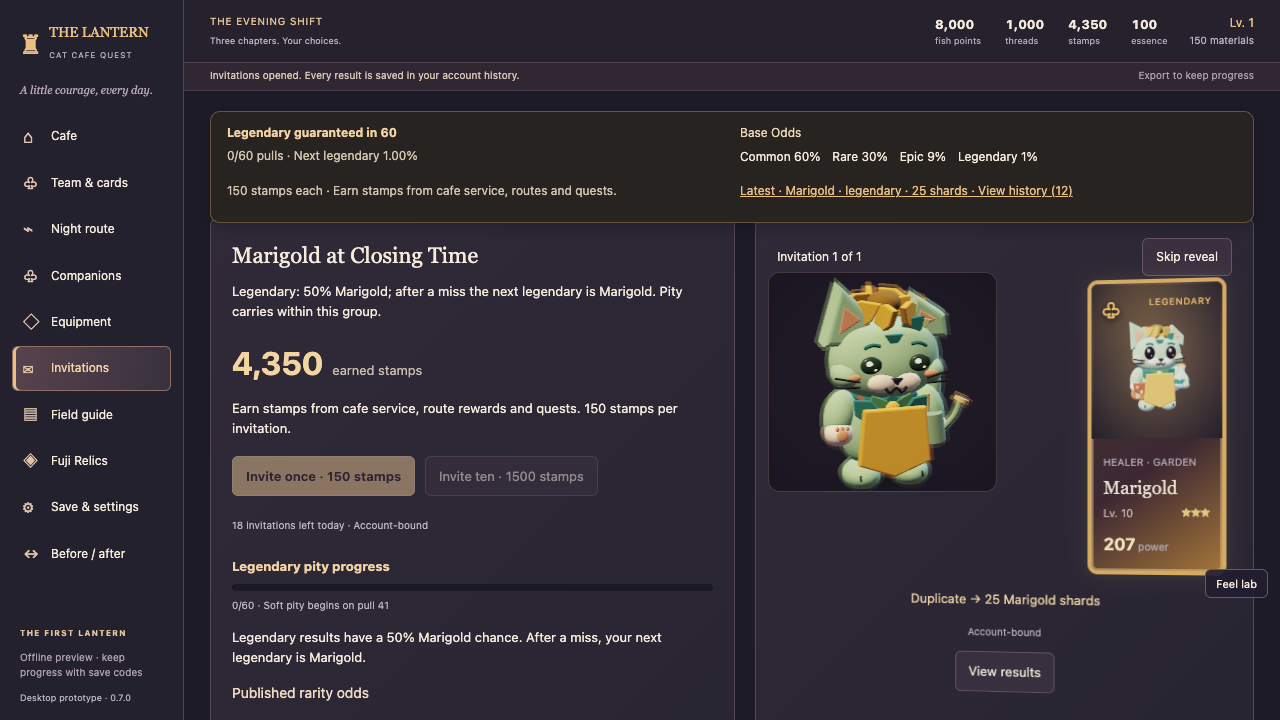 THE LANTERN
CAT CAFE QUEST
A little courage, every day.
Cafe
Team & cards
Night route
Companions
Equipment
Invitations
Field guide
Fuji Relics
Save & settings
Before / after
THE FIRST LANTERN
Offline preview · keep
progress with save codes
Desktop prototype · 0.7.0
THE EVENING SHIFT
Three chapters. Your choices.
8,000 fish points
1,000 threads
4,350 stamps
100 essence
Lv. 1
150 materials
Invitations opened. Every result is saved in your account history.
Export to keep progress
Legendary guaranteed in 60
0/60 pulls · Next legendary 1.00%
150 stamps each · Earn stamps from cafe service, routes and quests.
Base Odds
Common 60% Rare 30% Epic 9% Legendary 1%
Latest · Marigold · legendary · 25 shards · View history (12)
Marigold at Closing Time
Legendary: 50% Marigold; after a miss the next legendary is Marigold. Pity
carries within this group.
4,350 earned stamps
Earn stamps from cafe service, route rewards and quests. 150 stamps per
invitation.
Invite once · 150 stamps
Invite ten · 1500 stamps
18 invitations left today · Account-bound
Legendary pity progress
0/60 · Soft pity begins on pull 41
Legendary results have a 50% Marigold chance. After a miss, your next
legendary is Marigold.
Published rarity odds
Invitation 1 of 1
Skip reveal
LEGENDARY
HEALER · GARDEN
Marigold
Lv. 10 ★★★
207 power
Feel lab
Duplicate → 25 Marigold shards
Account-bound
View results